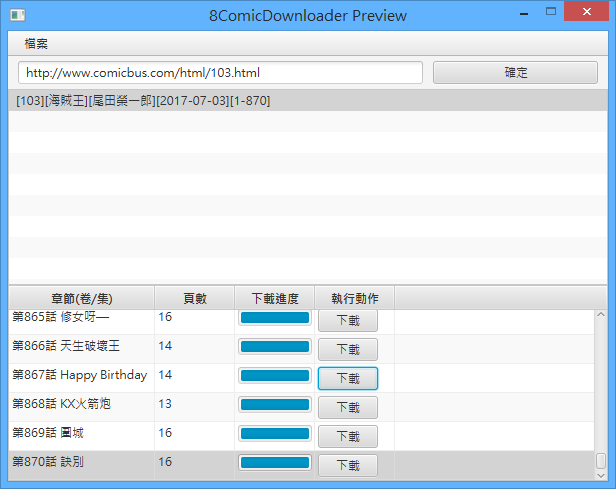 8ComicDownloader Preview
檔案
http://www.comicbus.com/html/103.html 確定
[103][海賊王][尾田榮一郎][2017-07-03][1-870]
章節(卷/集) 頁數 下載進度 執行動作
第865話 修女呀— 16 下載
第866話 天生破壞王 14 下載
第867話 Happy Birthday 14 下載
第868話 KX火箭炮 13 下載
第869話 圍城 16 下載
第870話 訣別 16 下載